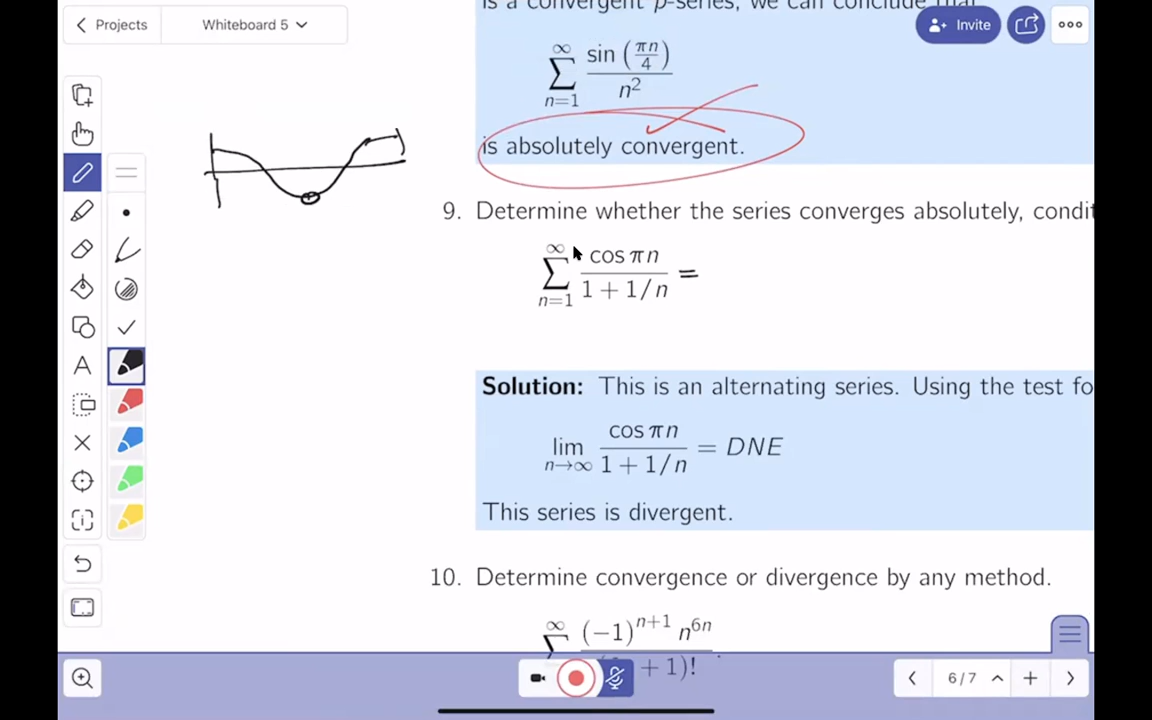 Projects
Whiteboard 5
Invite
is a convergent p-series, we can conclude that
∞ ∑ n=1 sin (πn/4) / n²
is absolutely convergent.
9. Determine whether the series converges absolutely, condit
∞ ∑ n=1 cos πn / 1 + 1/n =
Solution: This is an alternating series. Using the test fo
lim n→∞ cos πn / 1 + 1/n = DNE
This series is divergent.
10. Determine convergence or divergence by any method.
∞ ∑ (−1)ⁿ⁺¹ n⁶ⁿ
+ 1)! .
6/7